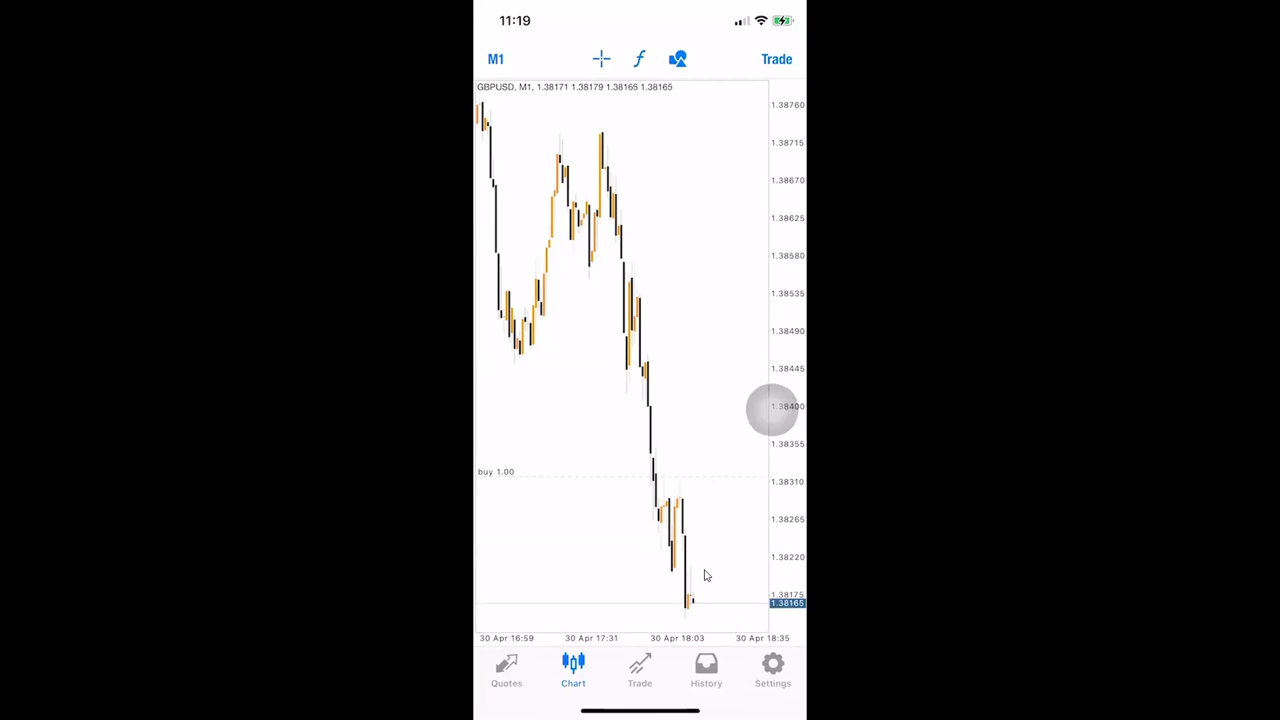 11:19
M1
Trade
GBPUSD, M1, 1.38171 1.38179 1.38165 1.38165
1.38760
1.38715
1.38670
1.38625
1.38580
1.38535
1.38490
1.38445
1.38400
1.38355
buy 1.00
1.38310
1.38265
1.38220
1.38175
1.38165
30 Apr 16:59 30 Apr 17:31 30 Apr 18:03 30 Apr 18:35
Quotes Chart Trade History Settings